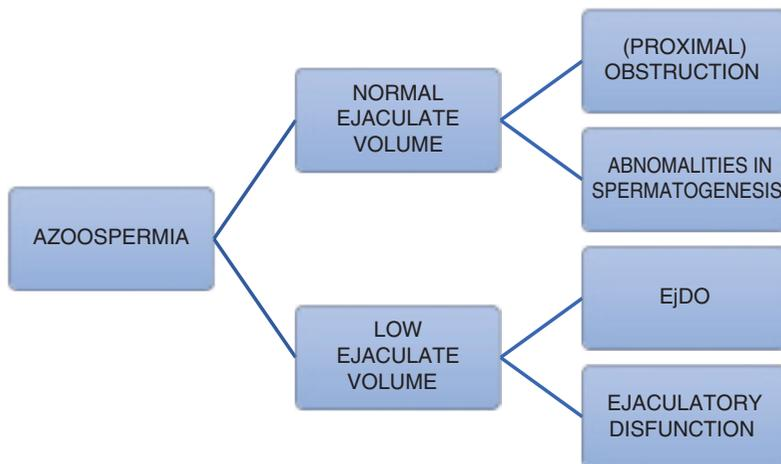 AZOOSPERMIA
NORMAL
EJACULATE
VOLUME
(PROXIMAL)
OBSTRUCTION
ABNOMALITIES IN
SPERMATOGENESIS
LOW
EJACULATE
VOLUME
EjDO
EJACULATORY
DISFUNCTION